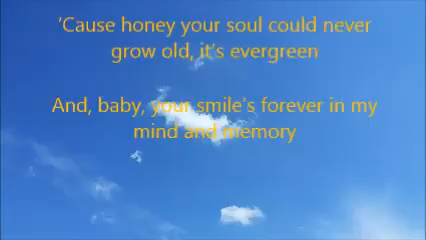 'Cause honey your soul could never
grow old, it's evergreen
And, baby, your smile's forever in my
mind and memory